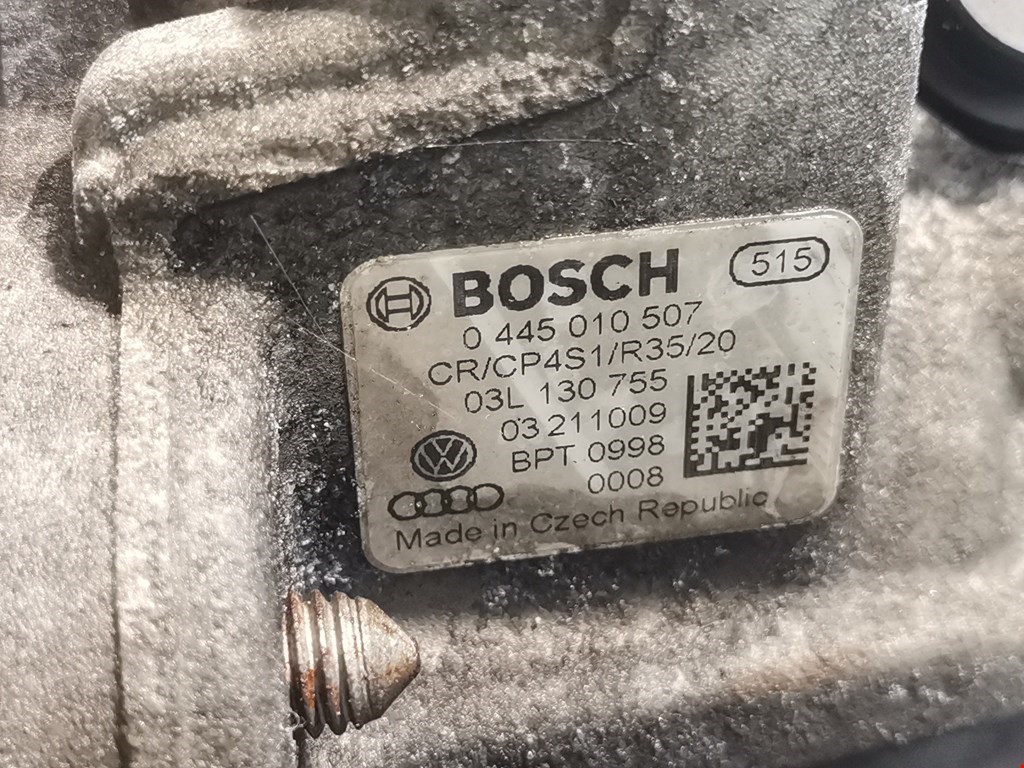 BOSCH 515
0 445 010 507
CR/CP4S1/R35/20
03L 130 755
03 211009
BPT 0998
0008
Made in Czech Republic